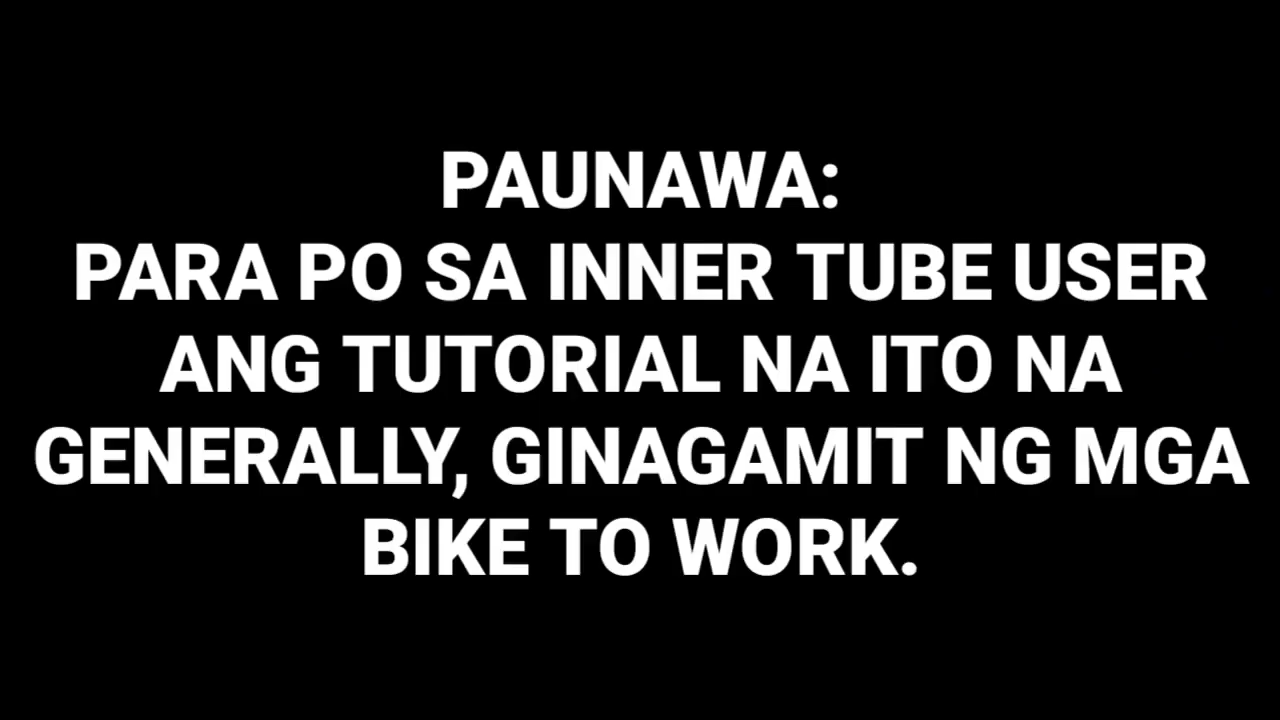 PAUNAWA:
PARA PO SA INNER TUBE USER
ANG TUTORIAL NA ITO NA
GENERALLY, GINAGAMIT NG MGA
BIKE TO WORK.